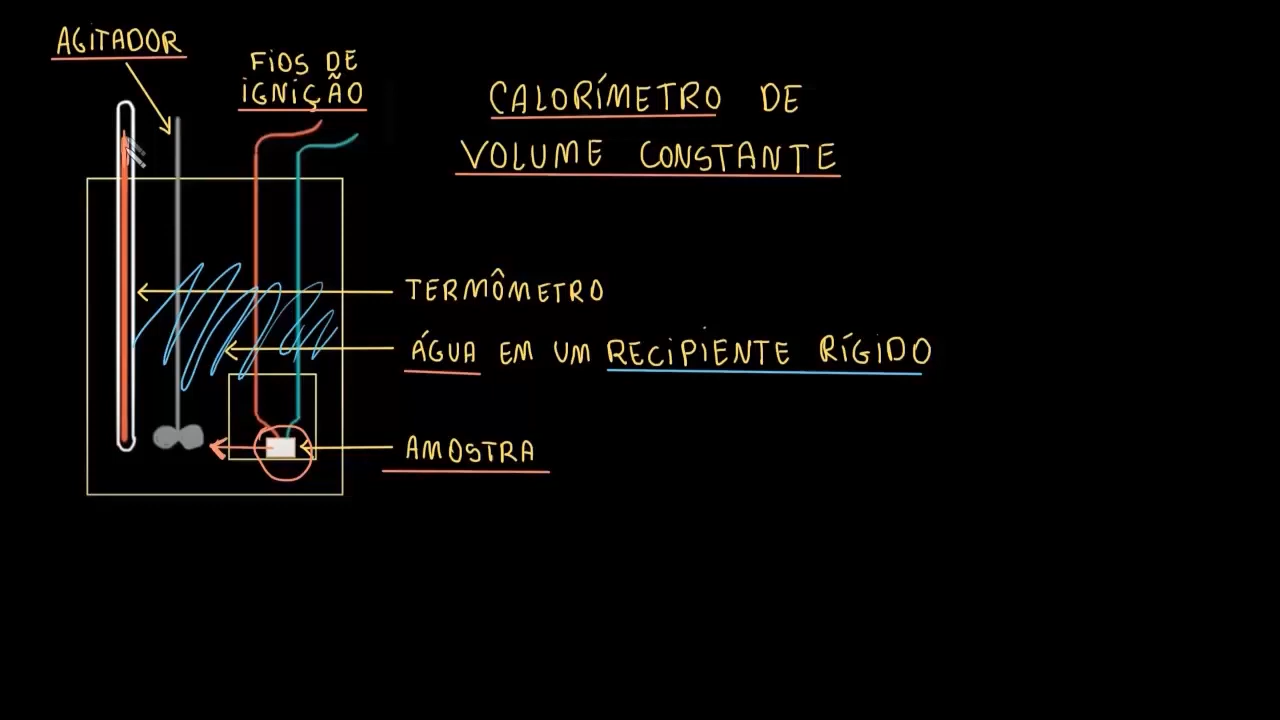 AGITADOR
FIOS DE
IGNIÇÃO
CALORÍMETRO DE
VOLUME CONSTANTE
TERMÔMETRO
ÁGUA EM UM RECIPIENTE RÍGIDO
AMOSTRA